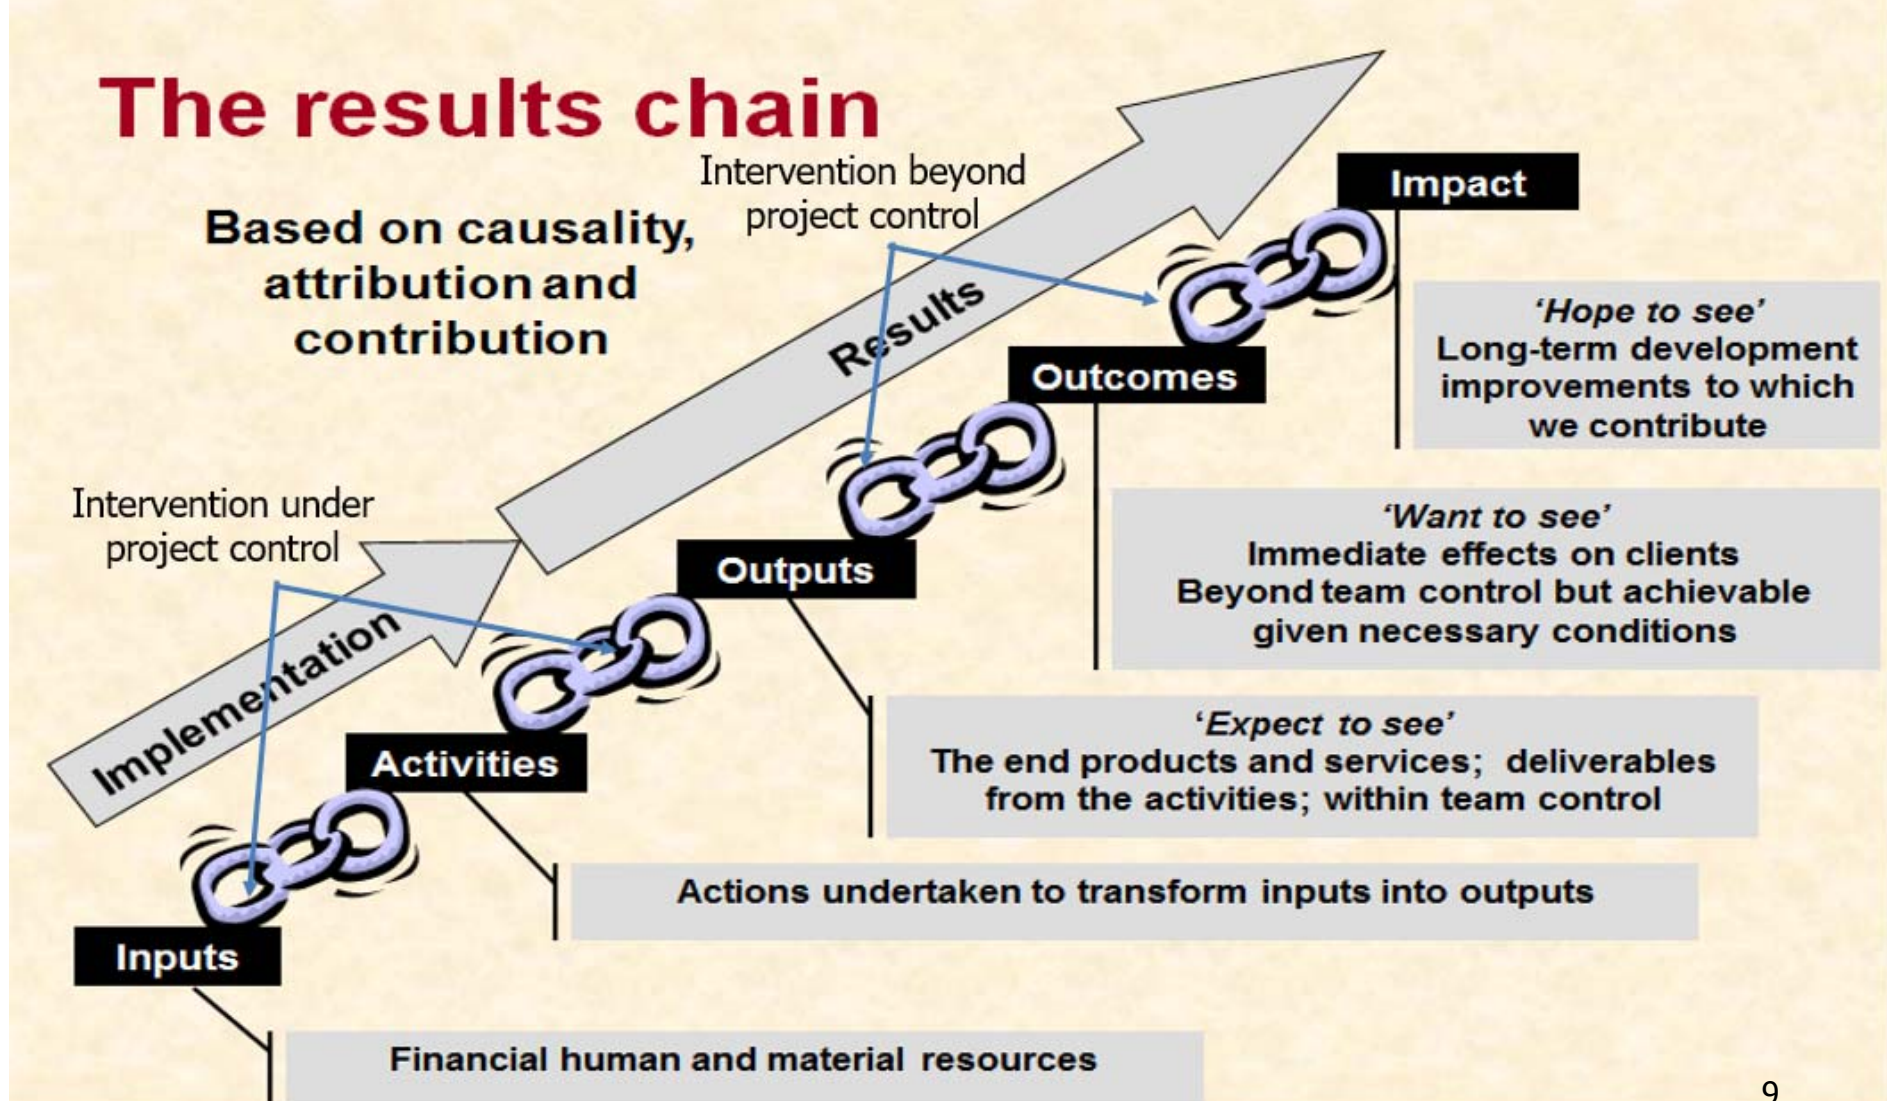 The results chain
Based on causality,
attribution and
contribution
Intervention beyond
project control
Intervention under
project control
Implementation
Results
Impact
'Hope to see'
Long-term development
improvements to which
we contribute
Outcomes
'Want to see'
Immediate effects on clients
Beyond team control but achievable
given necessary conditions
Outputs
‘Expect to see’
The end products and services; deliverables
from the activities; within team control
Activities
Actions undertaken to transform inputs into outputs
Inputs
Financial human and material resources
9